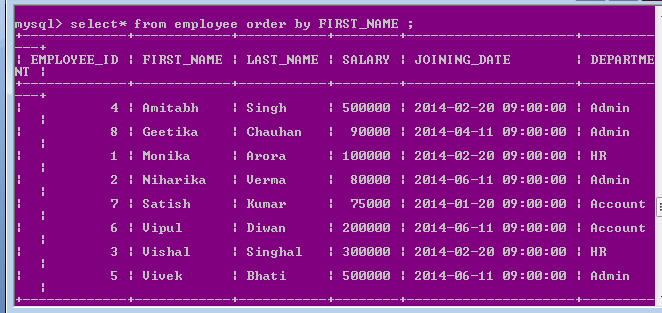 mysql> select* from employee order by FIRST_NAME ;
+-------------+------------+-----------+--------+---------------------+---------
---+
| EMPLOYEE_ID | FIRST_NAME | LAST_NAME | SALARY | JOINING_DATE        | DEPARTME
NT |
+-------------+------------+-----------+--------+---------------------+---------
---+
|           4 | Amitabh    | Singh     | 500000 | 2014-02-20 09:00:00 | Admin
   |
|           8 | Geetika    | Chauhan   |  90000 | 2014-04-11 09:00:00 | Admin
   |
|           1 | Monika     | Arora     | 100000 | 2014-02-20 09:00:00 | HR
   |
|           2 | Niharika   | Verma     |  80000 | 2014-06-11 09:00:00 | Admin
   |
|           7 | Satish     | Kumar     |  75000 | 2014-01-20 09:00:00 | Account
   |
|           6 | Vipul      | Diwan     | 200000 | 2014-06-11 09:00:00 | Account
   |
|           3 | Vishal     | Singhal   | 300000 | 2014-02-20 09:00:00 | HR
   |
|           5 | Vivek      | Bhati     | 500000 | 2014-06-11 09:00:00 | Admin
   |
+-------------+------------+-----------+--------+---------------------+---------